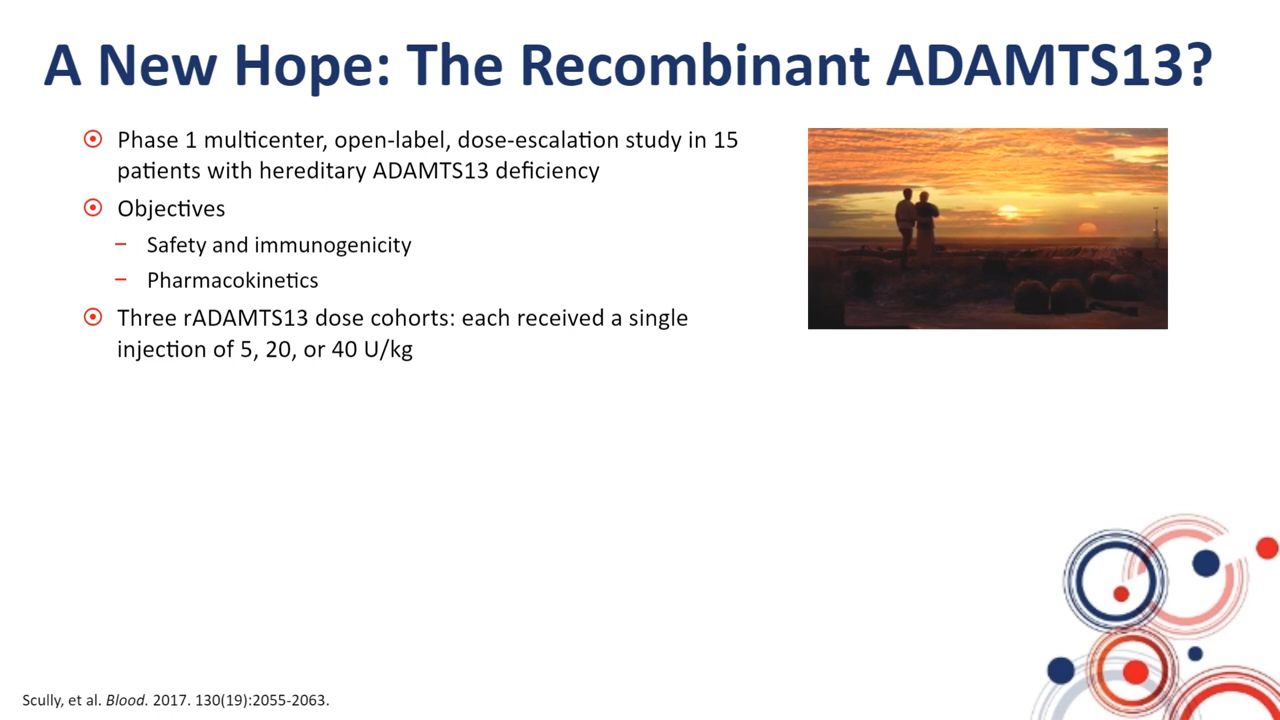 A New Hope: The Recombinant ADAMTS13?
Phase 1 multicenter, open-label, dose-escalation study in 15
patients with hereditary ADAMTS13 deficiency
Objectives
– Safety and immunogenicity
– Pharmacokinetics
Three rADAMTS13 dose cohorts: each received a single
injection of 5, 20, or 40 U/kg
Scully, et al. Blood. 2017. 130(19):2055-2063.